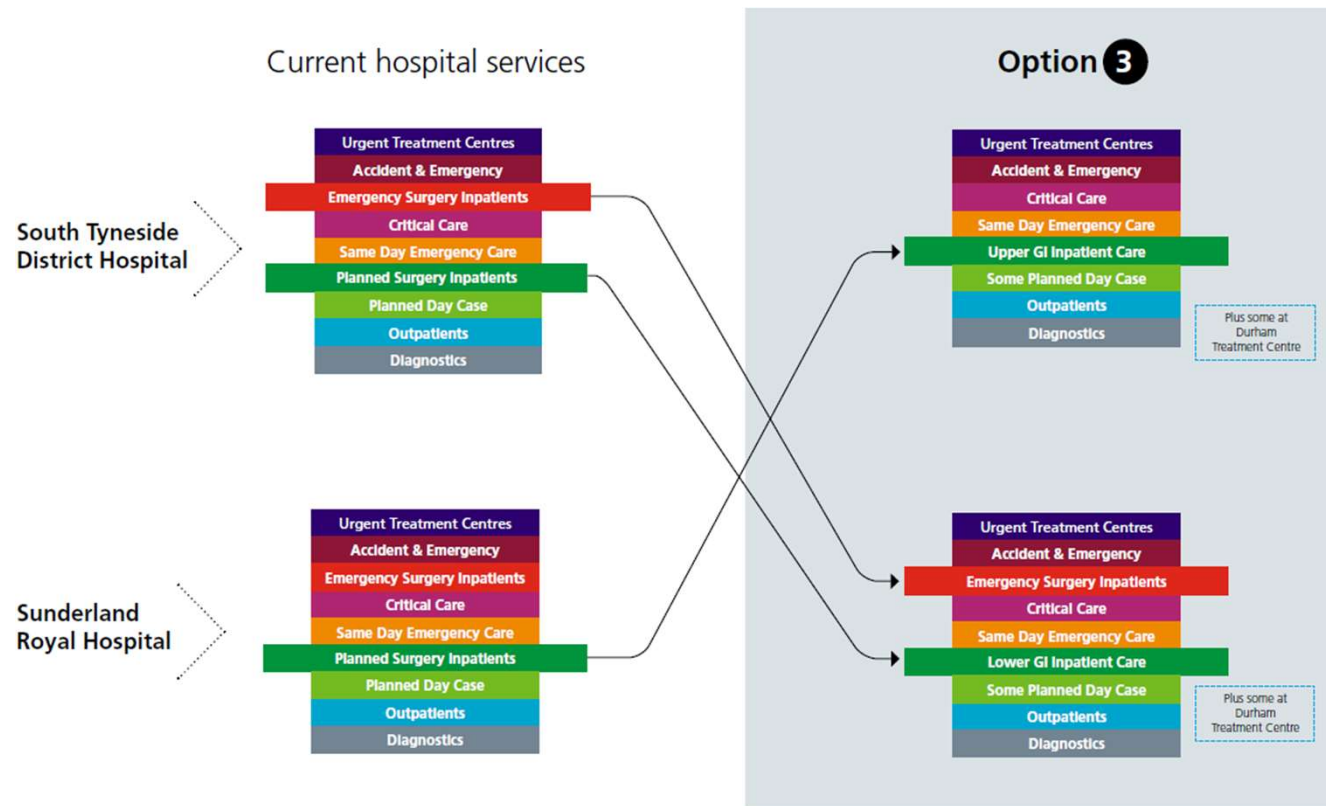 Current hospital services
Option 3
South Tyneside
District Hospital
Urgent Treatment Centres
Accident & Emergency
Emergency Surgery Inpatients
Critical Care
Same Day Emergency Care
Planned Surgery Inpatients
Planned Day Case
Outpatients
Diagnostics
Urgent Treatment Centres
Accident & Emergency
Critical Care
Same Day Emergency Care
Upper GI Inpatient Care
Some Planned Day Case
Outpatients
Diagnostics
Plus some at
Durham
Treatment Centre
Sunderland
Royal Hospital
Urgent Treatment Centres
Accident & Emergency
Emergency Surgery Inpatients
Critical Care
Same Day Emergency Care
Planned Surgery Inpatients
Planned Day Case
Outpatients
Diagnostics
Urgent Treatment Centres
Accident & Emergency
Emergency Surgery Inpatients
Critical Care
Same Day Emergency Care
Lower GI Inpatient Care
Some Planned Day Case
Outpatients
Diagnostics
Plus some at
Durham
Treatment Centre